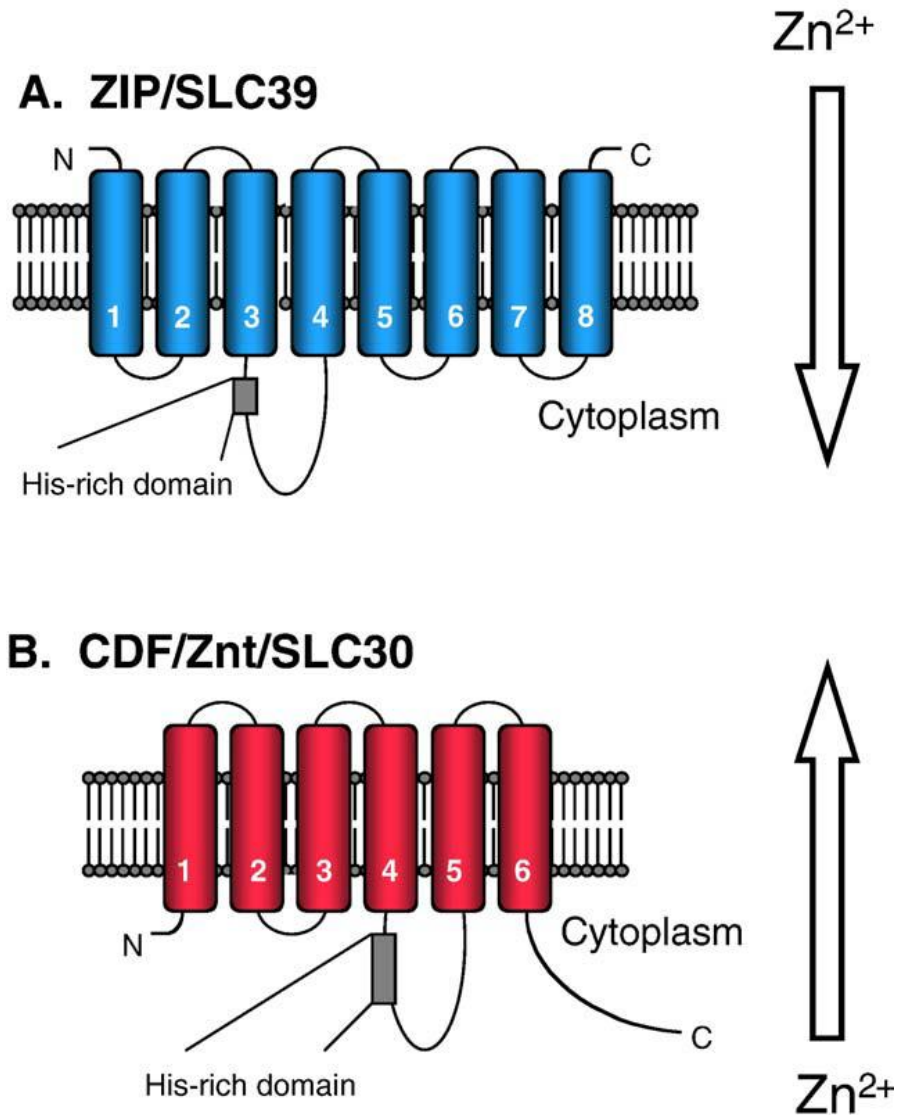 Zn2+
A. ZIP/SLC39
N
C
1 2 3 4 5 6 7 8
Cytoplasm
His-rich domain
B. CDF/Znt/SLC30
1 2 3 4 5 6
N
Cytoplasm
C
His-rich domain
Zn2+